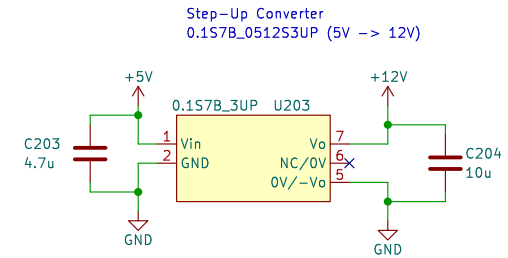 Step-Up Converter
0.1S7B_0512S3UP (5V -> 12V)
+5V
+12V
0.1S7B_3UP U203
C203
4.7u
1
Vin
2
GND
Vo
7
NC/0V
6
0V/-Vo
5
C204
10u
GND
GND